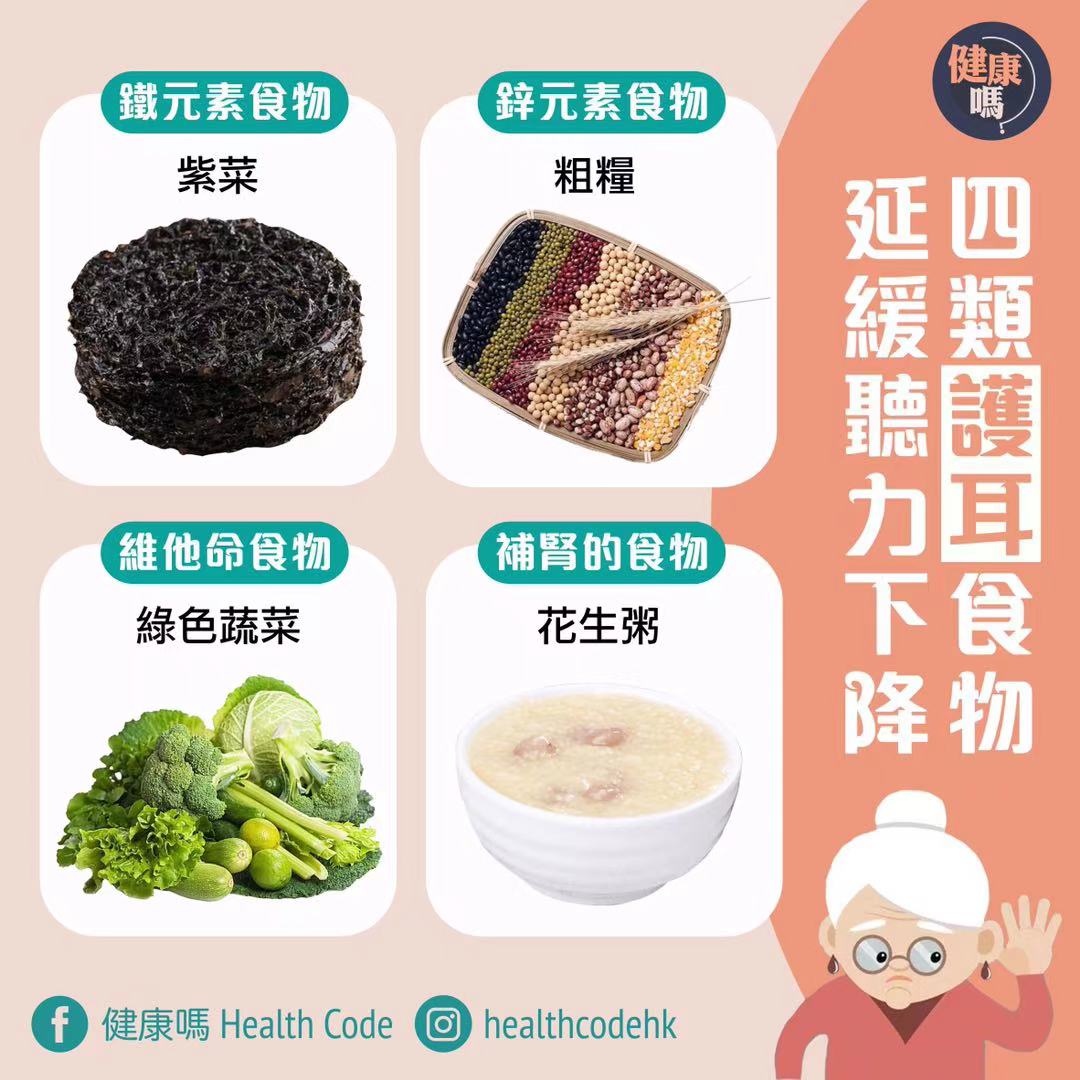 健康嗎
四類護耳食物
延緩聽力下降
鐵元素食物
紫菜
鋅元素食物
粗糧
維他命食物
綠色蔬菜
補腎的食物
花生粥
健康嗎 Health Code
healthcodehk